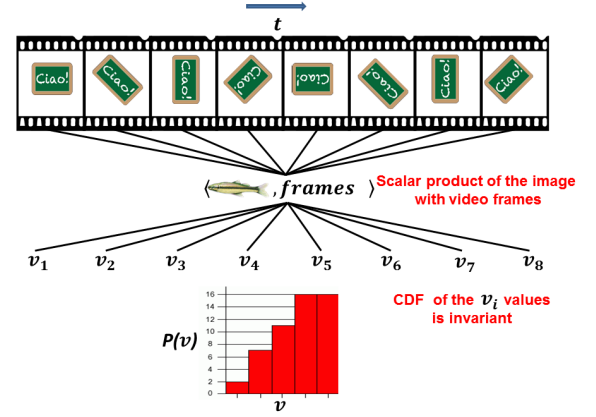 t
Ciao! Ciao! Ciao! Ciao! Ciao! Ciao! Ciao! Ciao!
⟨ , frames ⟩ Scalar product of the image
with video frames
v₁ v₂ v₃ v₄ v₅ v₆ v₇ v₈
CDF of the vᵢ values
is invariant
P(v)
16
14
12
10
8
6
4
2
0
v